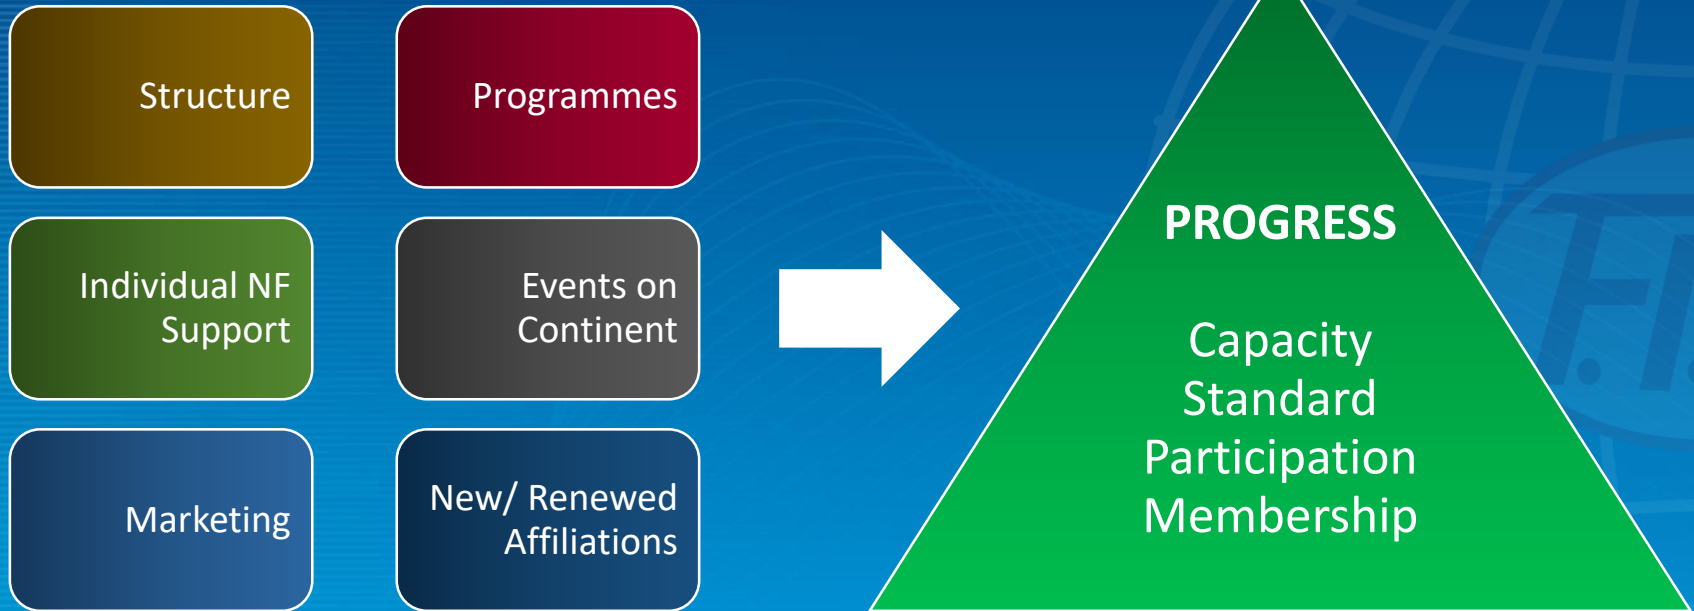 Structure
Programmes
Individual NF
Support
Events on
Continent
Marketing
New/ Renewed
Affiliations
PROGRESS
Capacity
Standard
Participation
Membership